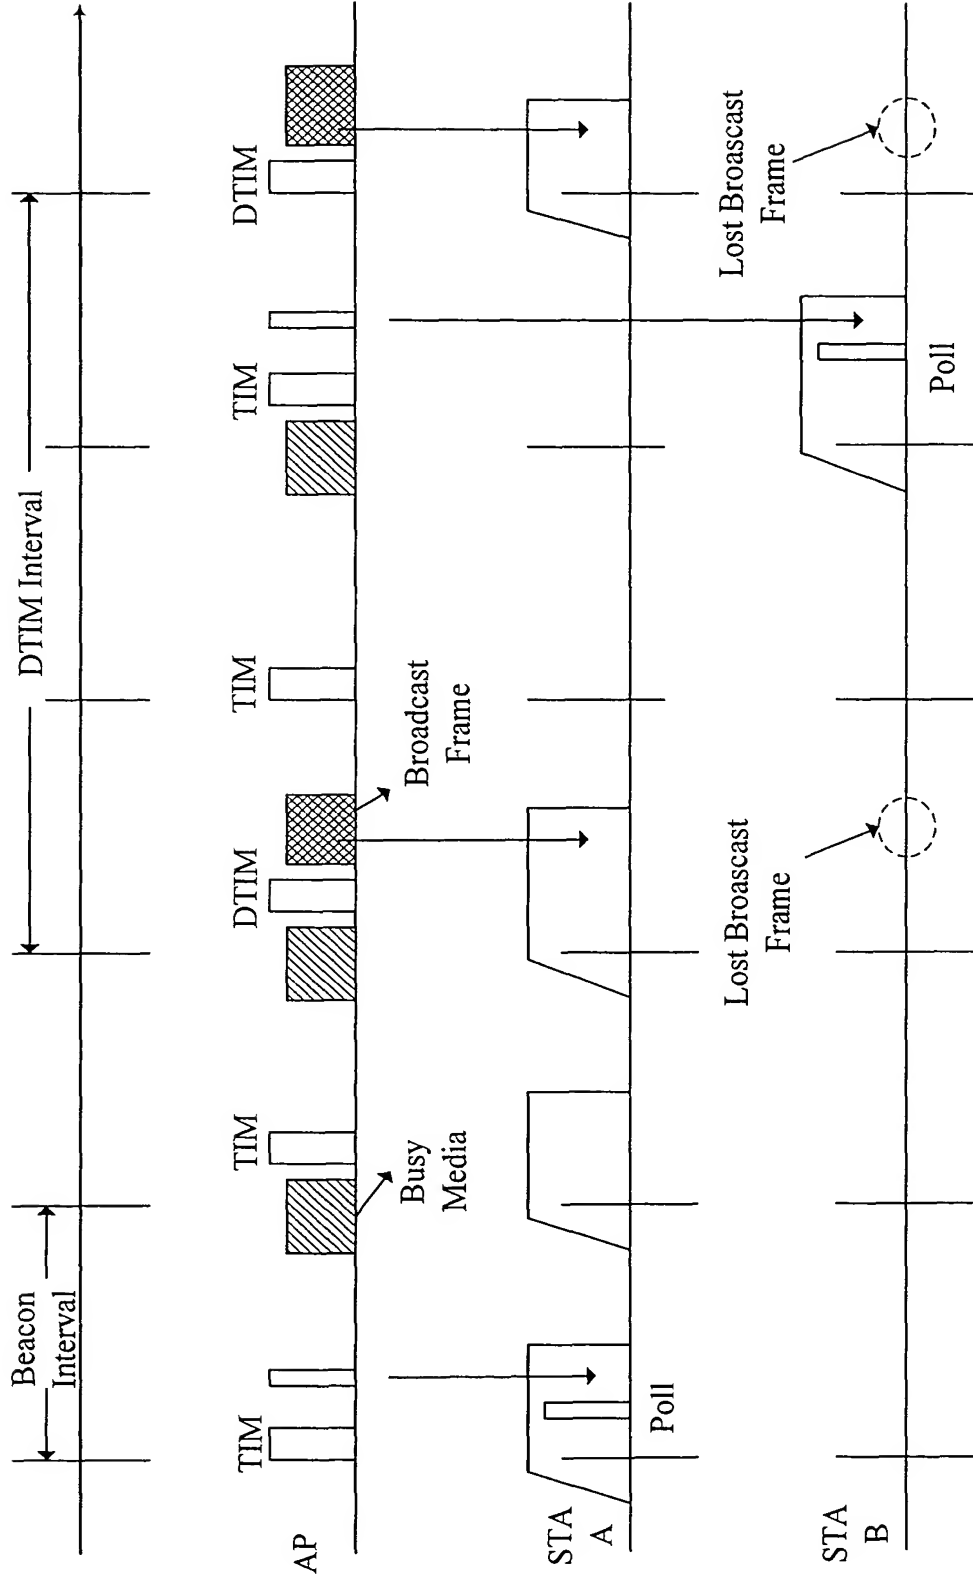 Beacon
Interval
DTIM Interval
AP
TIM
TIM
DTIM
TIM
TIM
DTIM
Busy
Media
Broadcast
Frame
STA
A
Poll
STA
B
Lost Broascast
Frame
Poll
Lost Broascast
Frame